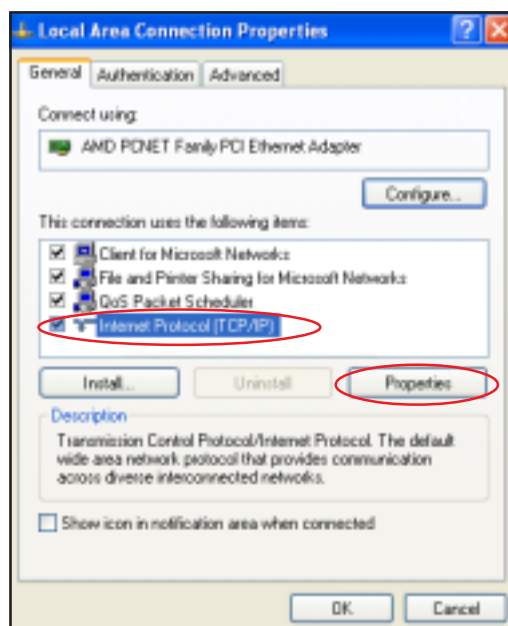 Local Area Connection Properties
General Authentication Advanced
Connect using:
AMD PCNET Family PCI Ethernet Adapter
Configure...
This connection uses the following items:
Client for Microsoft Networks
File and Printer Sharing for Microsoft Networks
QoS Packet Scheduler
Internet Protocol (TCP/IP)
Install... Uninstall Properties
Description
Transmission Control Protocol/Internet Protocol. The default
wide area network protocol that provides communication
across diverse interconnected networks.
Show icon in notification area when connected
OK Cancel